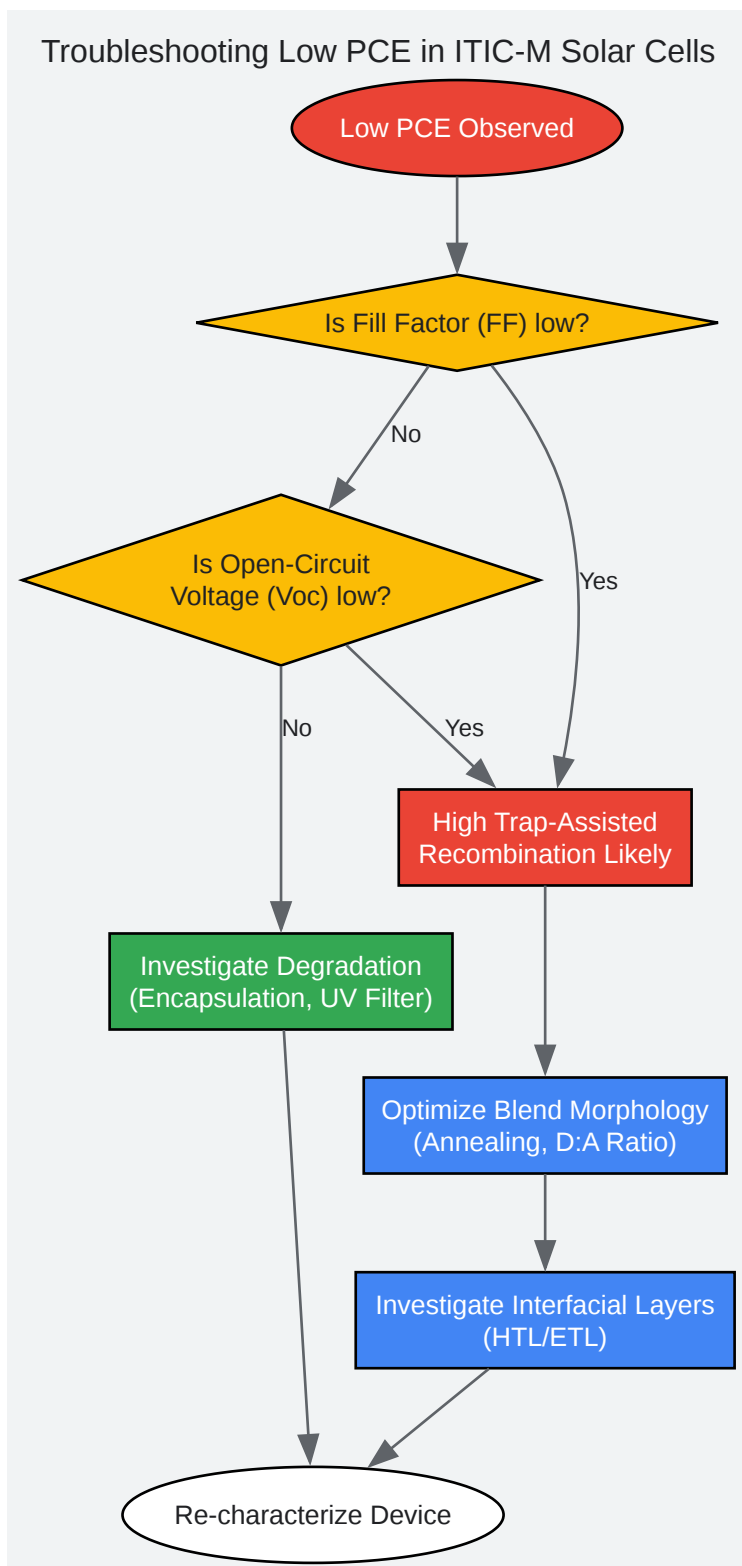 Troubleshooting Low PCE in ITIC-M Solar Cells
Low PCE Observed
Is Fill Factor (FF) low?
No
Yes
Is Open-Circuit
Voltage (Voc) low?
No
Yes
High Trap-Assisted
Recombination Likely
Investigate Degradation
(Encapsulation, UV Filter)
Optimize Blend Morphology
(Annealing, D:A Ratio)
Investigate Interfacial Layers
(HTL/ETL)
Re-characterize Device